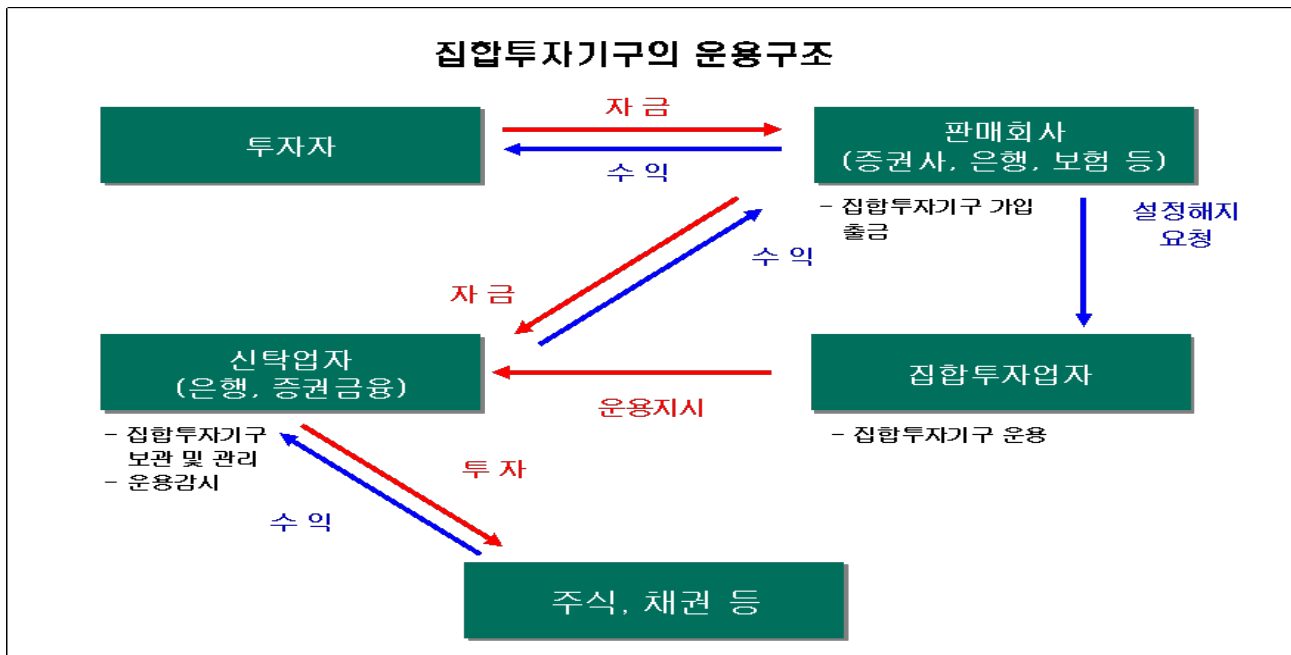 집합투자기구의 운용구조
투자자
자 금
수 익
판매회사
(증권사, 은행, 보험 등)
- 집합투자기구 가입
출금
설정해지
요청
자 금
수 익
신탁업자
(은행, 증권금융)
- 집합투자기구
보관 및 관리
- 운용감시
운용지시
집합투자업자
- 집합투자기구 운용
투 자
수 익
주식, 채권 등